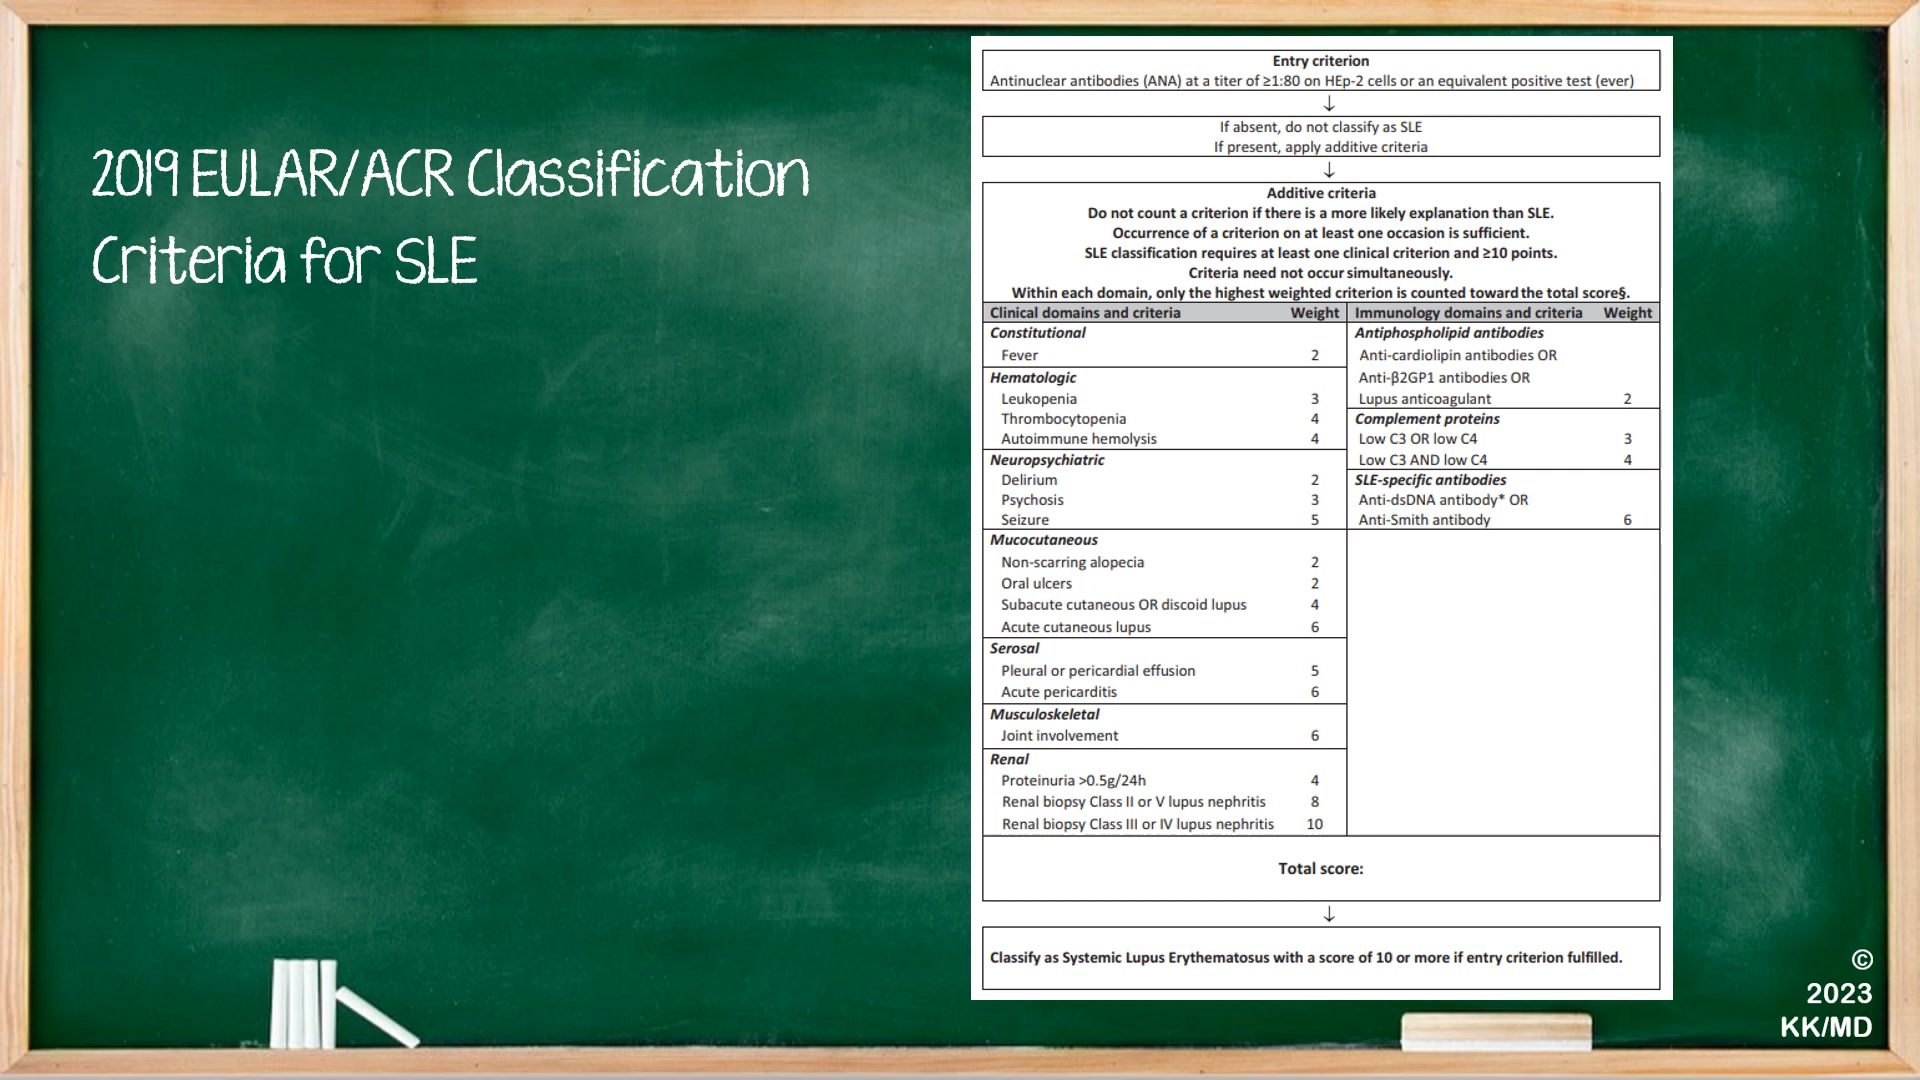 2019 EULAR/ACR Classification
Criteria for SLE
Entry criterion
Antinuclear antibodies (ANA) at a titer of ≥1:80 on HEp-2 cells or an equivalent positive test (ever)
↓
If absent, do not classify as SLE
If present, apply additive criteria
↓
Additive criteria
Do not count a criterion if there is a more likely explanation than SLE.
Occurrence of a criterion on at least one occasion is sufficient.
SLE classification requires at least one clinical criterion and ≥10 points.
Criteria need not occur simultaneously.
Within each domain, only the highest weighted criterion is counted toward the total score§.
Clinical domains and criteria Weight
Constitutional
Fever 2
Hematologic
Leukopenia 3
Thrombocytopenia 4
Autoimmune hemolysis 4
Neuropsychiatric
Delirium 2
Psychosis 3
Seizure 5
Mucocutaneous
Non-scarring alopecia 2
Oral ulcers 2
Subacute cutaneous OR discoid lupus 4
Acute cutaneous lupus 6
Serosal
Pleural or pericardial effusion 5
Acute pericarditis 6
Musculoskeletal
Joint involvement 6
Renal
Proteinuria >0.5g/24h 4
Renal biopsy Class II or V lupus nephritis 8
Renal biopsy Class III or IV lupus nephritis 10
Immunology domains and criteria Weight
Antiphospholipid antibodies
Anti-cardiolipin antibodies OR
Anti-β2GP1 antibodies OR
Lupus anticoagulant 2
Complement proteins
Low C3 OR low C4 3
Low C3 AND low C4 4
SLE-specific antibodies
Anti-dsDNA antibody* OR
Anti-Smith antibody 6
Total score:
↓
Classify as Systemic Lupus Erythematosus with a score of 10 or more if entry criterion fulfilled.
©
2023
KK/MD